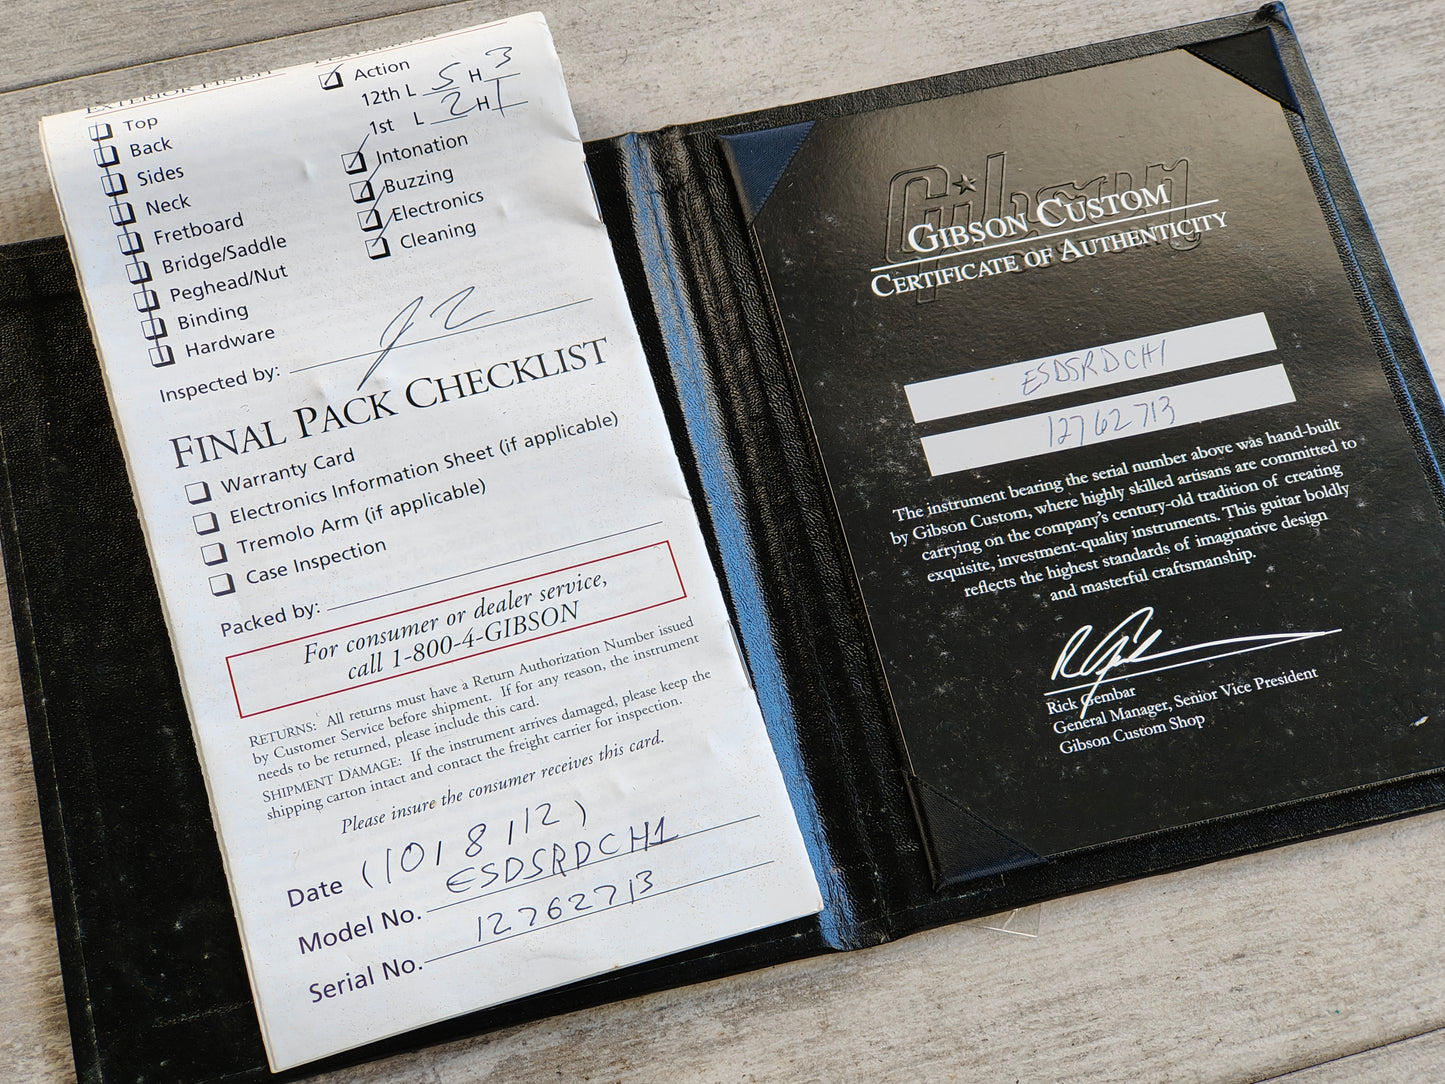 EXTERIOR FINISH
Top
Back
Sides
Neck
Fretboard
Bridge/Saddle
Peghead/Nut
Binding
Hardware
Action
12th L 5 H 3
1st L 2 H 1
Intonation
Buzzing
Electronics
Cleaning
Inspected by:
FINAL PACK CHECKLIST
Warranty Card
Electronics Information Sheet (if applicable)
Tremolo Arm (if applicable)
Case Inspection
Packed by:
For consumer or dealer service,
call 1-800-4-GIBSON
RETURNS: All returns must have a Return Authorization Number issued
by Customer Service before shipment. If for any reason, the instrument
needs to be returned, please include this card.
SHIPMENT DAMAGE: If the instrument arrives damaged, please keep the
shipping carton intact and contact the freight carrier for inspection.
Please insure the consumer receives this card.
Date (10/8/12)
Model No. ESDSRDCH1
Serial No. 12762713
Gibson
GIBSON CUSTOM
CERTIFICATE OF AUTHENTICITY
ESDSRDCH1
12762713
The instrument bearing the serial number above was hand-built
by Gibson Custom, where highly skilled artisans are committed to
carrying on the company's century-old tradition of creating
exquisite, investment-quality instruments. This guitar boldly
reflects the highest standards of imaginative design
and masterful craftsmanship.
Rick Gembar
General Manager, Senior Vice President
Gibson Custom Shop